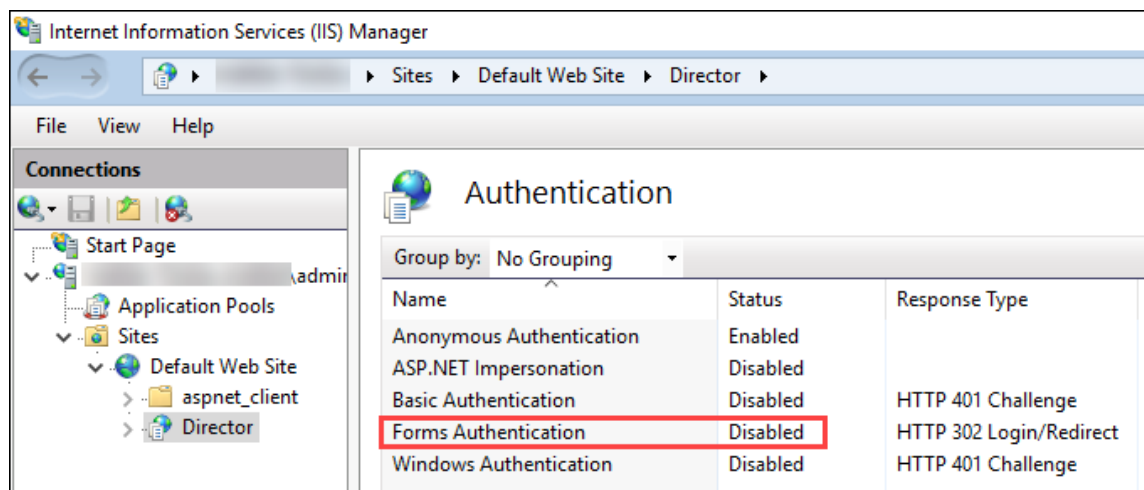 Internet Information Services (IIS) Manager
Sites Default Web Site Director
File View Help
Connections
Authentication
Start Page
Group by: No Grouping
\admin
Name Status Response Type
Application Pools
Sites
Anonymous Authentication Enabled
Default Web Site
ASP.NET Impersonation Disabled
aspnet_client
Basic Authentication Disabled HTTP 401 Challenge
Director
Forms Authentication Disabled HTTP 302 Login/Redirect
Windows Authentication Disabled HTTP 401 Challenge